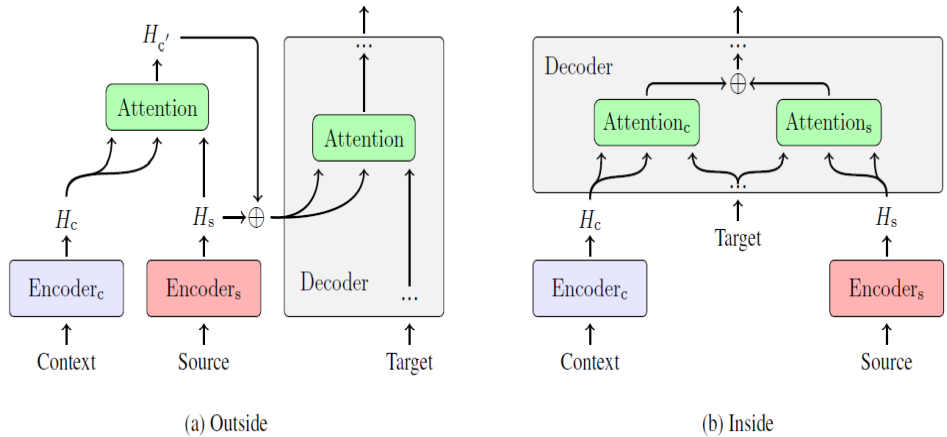 H_c′
Attention
H_c
H_s
⊕
Encoder_c
Encoder_s
Context
Source
...
Attention
Decoder
...
Target
(a) Outside
Decoder
...
⊕
Attention_c
Attention_s
...
H_c
Target
H_s
Encoder_c
Encoder_s
Context
Source
(b) Inside